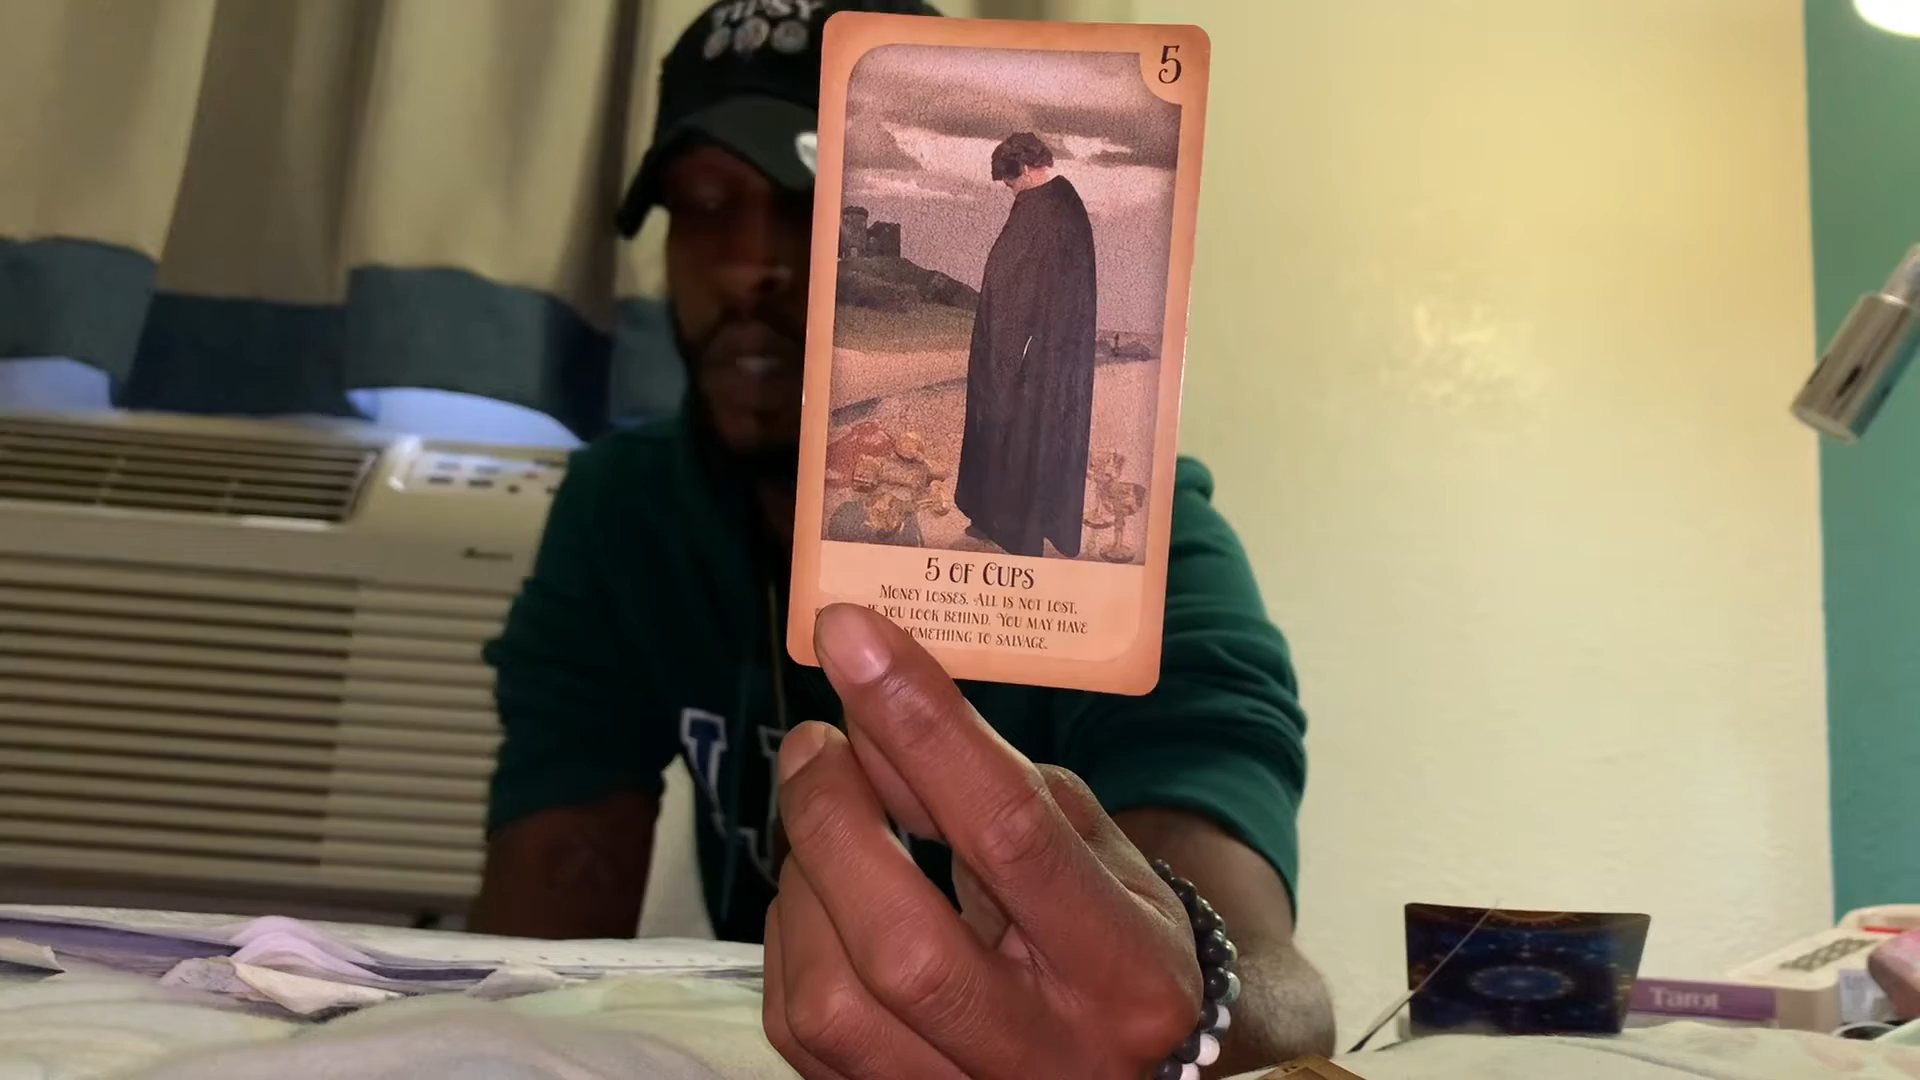 TIPSY
5
5 OF CUPS
MONEY LOSSES. ALL IS NOT LOST,
IF YOU LOOK BEHIND. YOU MAY HAVE
SOMETHING TO SALVAGE.
Tarot